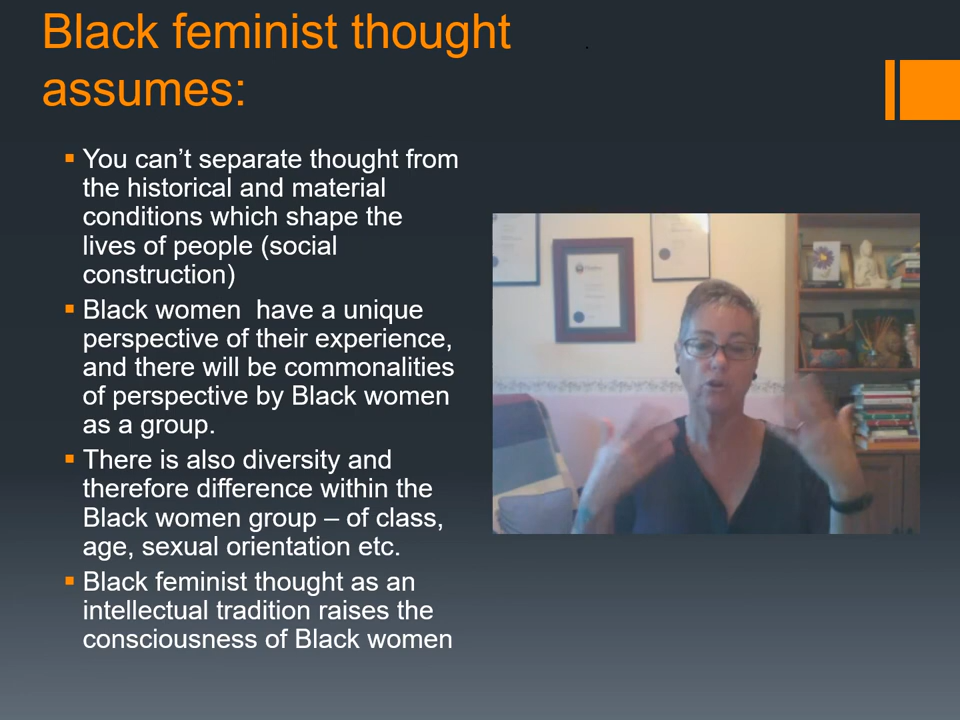 Black feminist thought
assumes:
▪ You can’t separate thought from
the historical and material
conditions which shape the
lives of people (social
construction)
▪ Black women  have a unique
perspective of their experience,
and there will be commonalities
of perspective by Black women
as a group.
▪ There is also diversity and
therefore difference within the
Black women group – of class,
age, sexual orientation etc.
▪ Black feminist thought as an
intellectual tradition raises the
consciousness of Black women